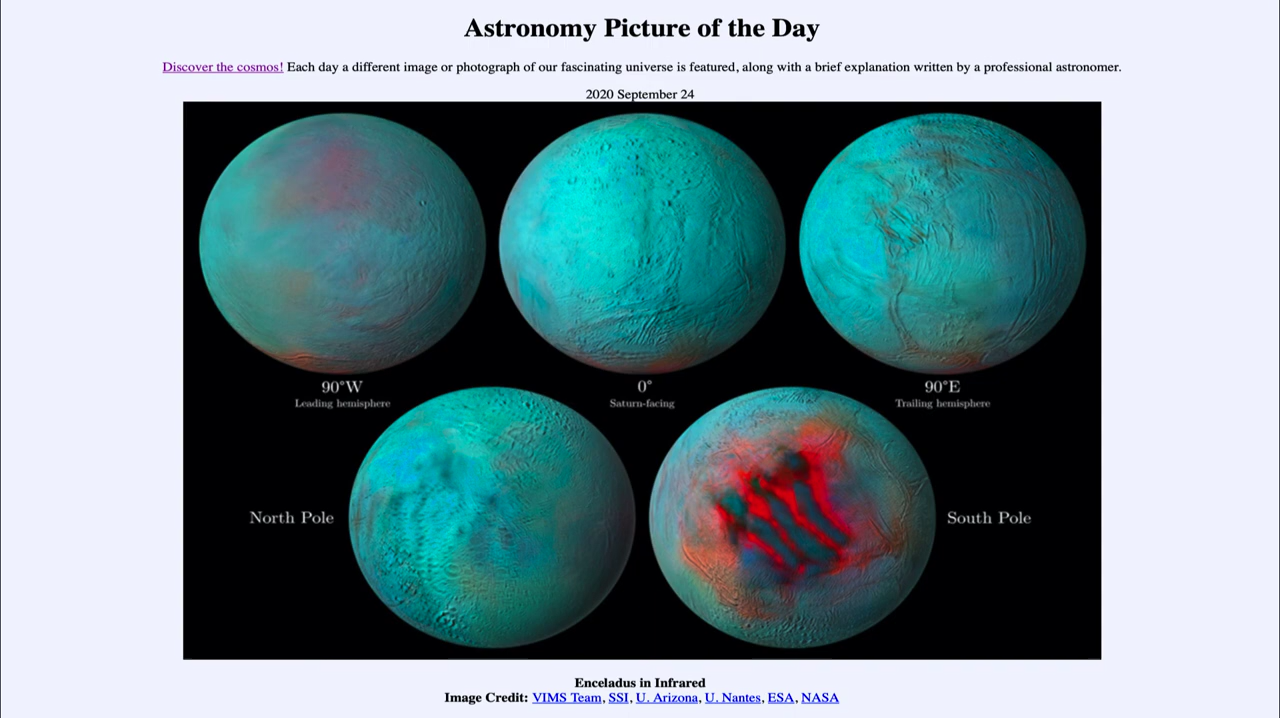 Astronomy Picture of the Day
Discover the cosmos! Each day a different image or photograph of our fascinating universe is featured, along with a brief explanation written by a professional astronomer.
2020 September 24
90°W
Leading hemisphere
0°
Saturn-facing
90°E
Trailing hemisphere
North Pole
South Pole
Enceladus in Infrared
Image Credit: VIMS Team, SSI, U. Arizona, U. Nantes, ESA, NASA